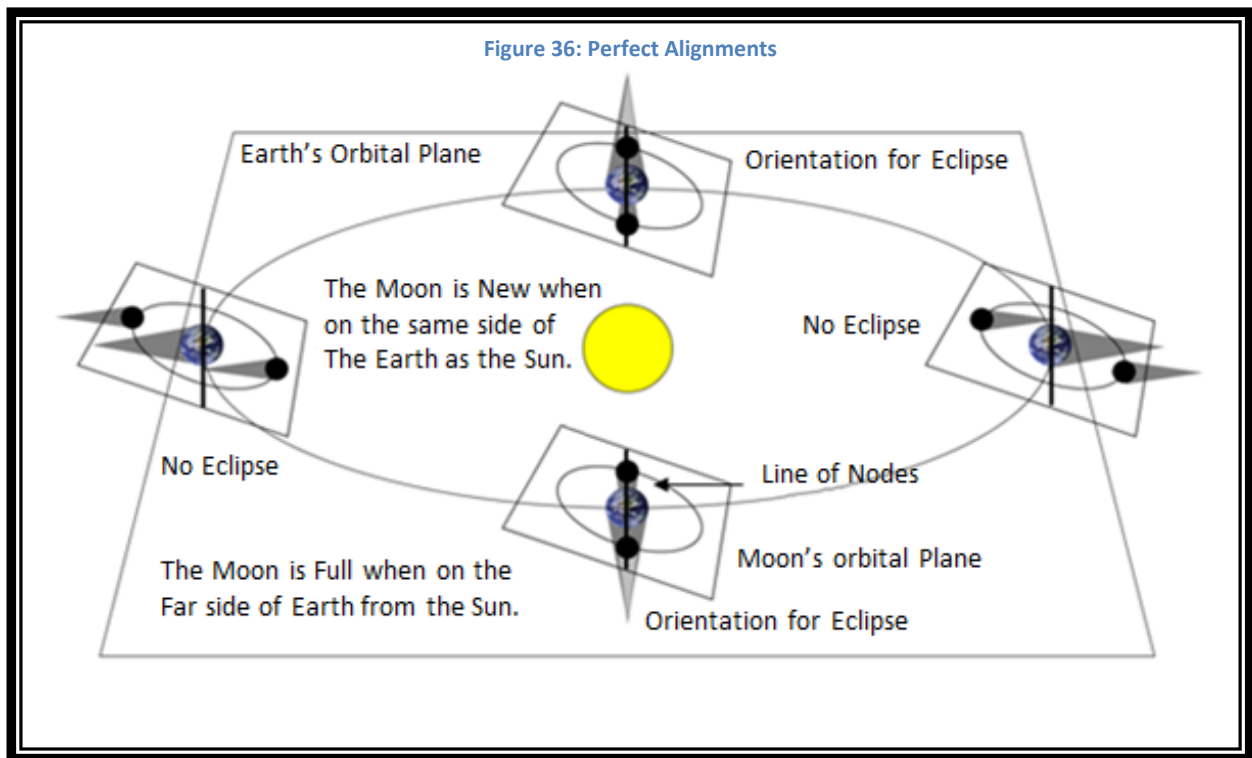 Figure 36: Perfect Alignments
Earth's Orbital Plane
Orientation for Eclipse
The Moon is New when
on the same side of
The Earth as the Sun.
No Eclipse
No Eclipse
Line of Nodes
Moon's orbital Plane
The Moon is Full when on the
Far side of Earth from the Sun.
Orientation for Eclipse